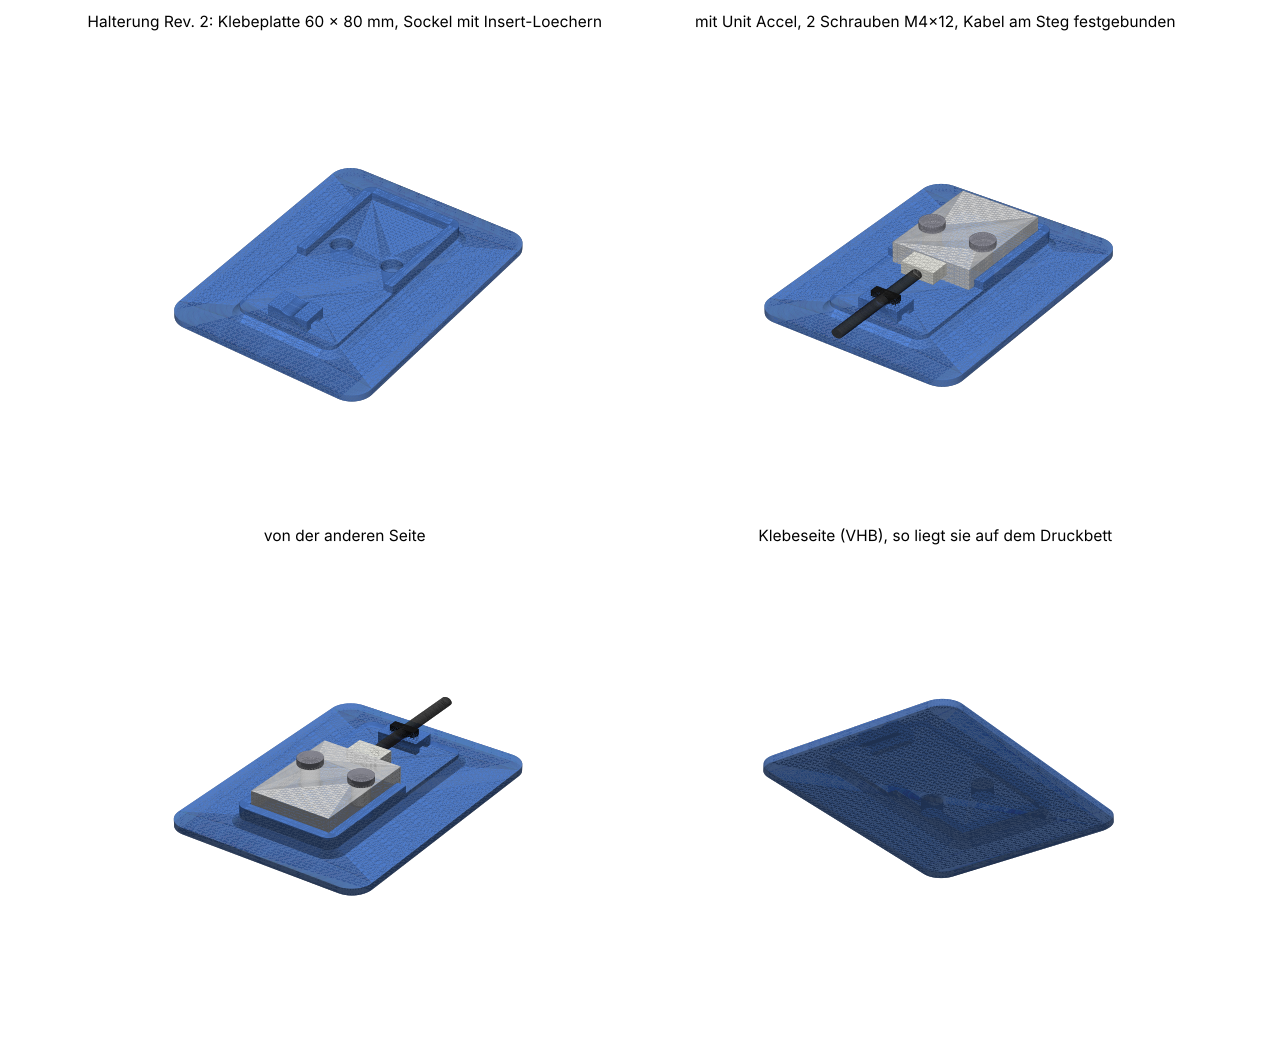 Halterung Rev. 2: Klebeplatte 60 × 80 mm, Sockel mit Insert-Loechern
mit Unit Accel, 2 Schrauben M4×12, Kabel am Steg festgebunden
von der anderen Seite
Klebeseite (VHB), so liegt sie auf dem Druckbett